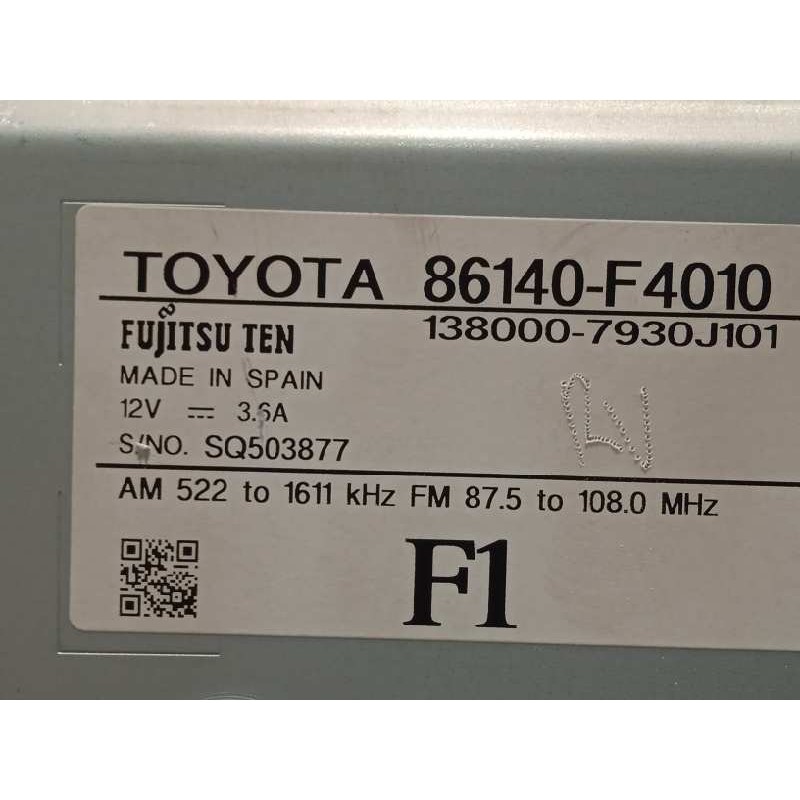 TOYOTA 86140-F4010
FUJITSU TEN 138000-7930J101
MADE IN SPAIN
12V ⎓ 3.6A
S/NO. SQ503877
AM 522 to 1611 kHz FM 87.5 to 108.0 MHz
F1